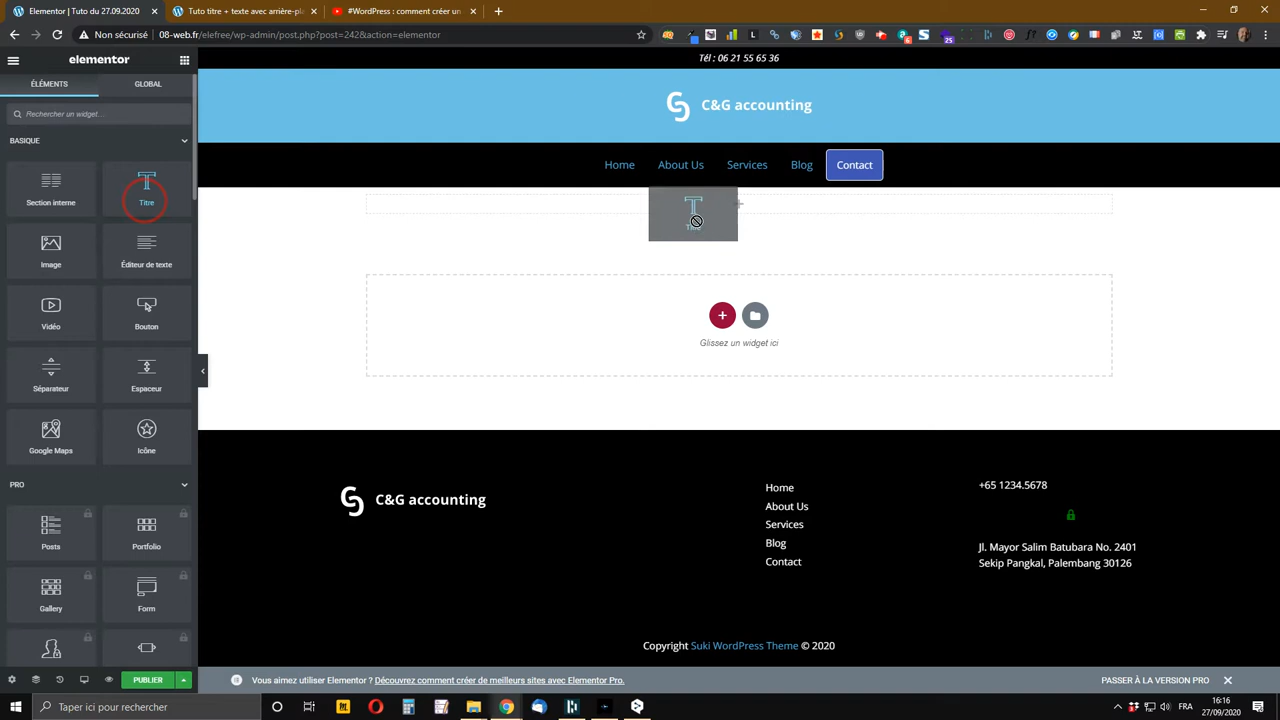 Elementor | Tuto du 27.09.2020
Tuto titre + texte avec arrière-pla
#WordPress : comment créer un
Non sécurisé | 08-web.fr/elefree/wp-admin/post.php?post=242&action=elementor
elementor
ÉLÉMENTS
GLOBAL
Rechercher un widget…
BASIQUE
Section interne
Titre
Image
Éditeur de texte
Vidéo
Bouton
Séparateur
Espaceur
Google Maps
Icône
PRO
Posts
Portfolio
Gallery
Form
PUBLIER
Tél : 06 21 55 65 36
C&G accounting
Home
About Us
Services
Blog
Contact
Glissez un widget ici
C&G accounting
Home
About Us
Services
Blog
Contact
+65 1234.5678
Jl. Mayor Salim Batubara No. 2401
Sekip Pangkal, Palembang 30126
Copyright Suki WordPress Theme © 2020
Vous aimez utiliser Elementor ? Découvrez comment créer de meilleurs sites avec Elementor Pro.
PASSER À LA VERSION PRO
Taper ici pour rechercher
FRA
16:16
27/09/2020